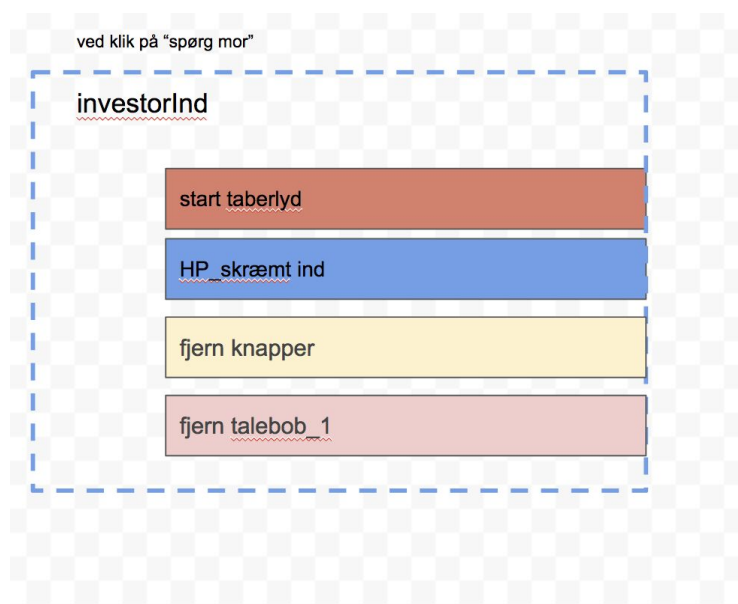 ved klik på “spørg mor”
investorInd
start taberlyd
HP_skræmt ind
fjern knapper
fjern talebob_1